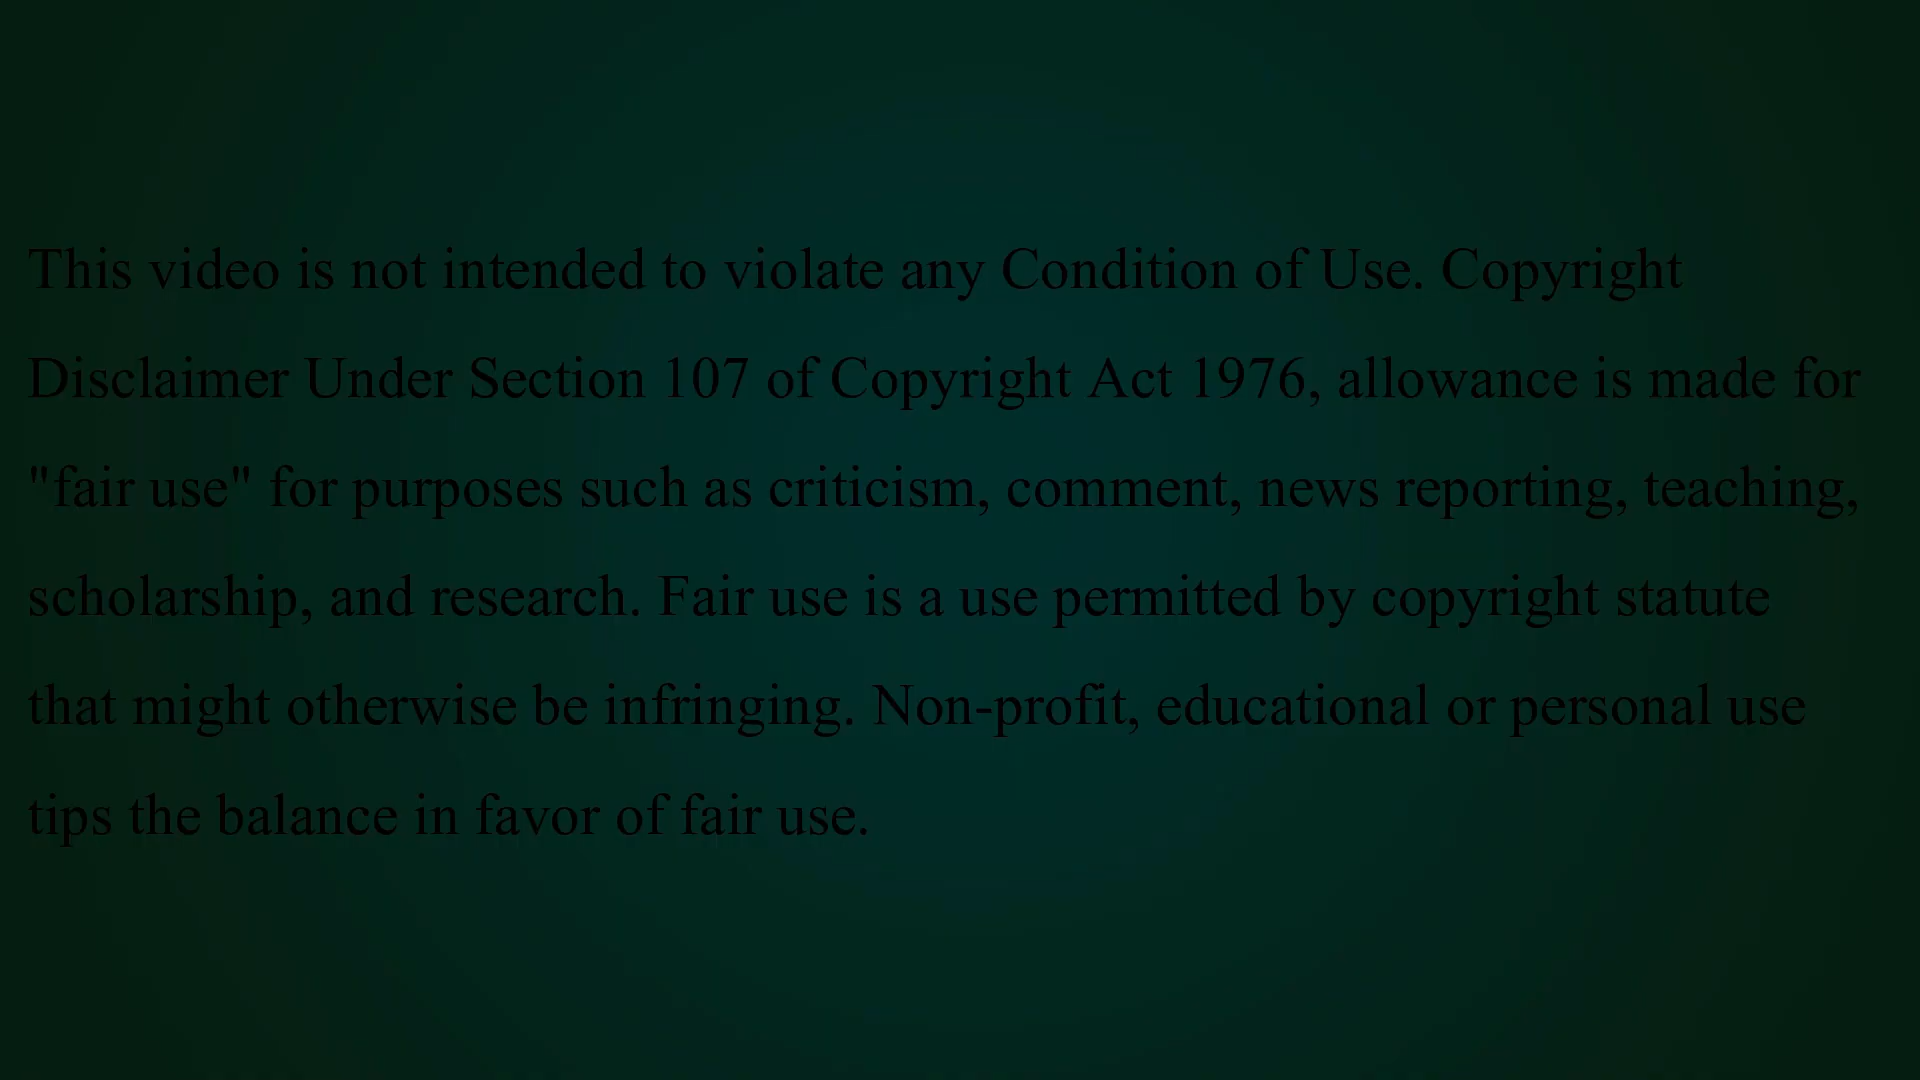 This video is not intended to violate any Condition of Use. Copyright
Disclaimer Under Section 107 of Copyright Act 1976, allowance is made for
"fair use" for purposes such as criticism, comment, news reporting, teaching,
scholarship, and research. Fair use is a use permitted by copyright statute
that might otherwise be infringing. Non-profit, educational or personal use
tips the balance in favor of fair use.